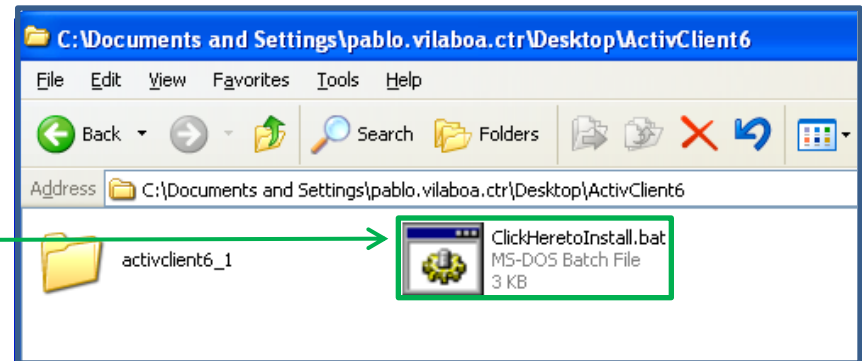 C:\Documents and Settings\pablo.vilaboa.ctr\Desktop\ActivClient6
File Edit View Favorites Tools Help
Back Search Folders
Address C:\Documents and Settings\pablo.vilaboa.ctr\Desktop\ActivClient6
activclient6_1
ClickHeretoInstall.bat
MS-DOS Batch File
3 KB